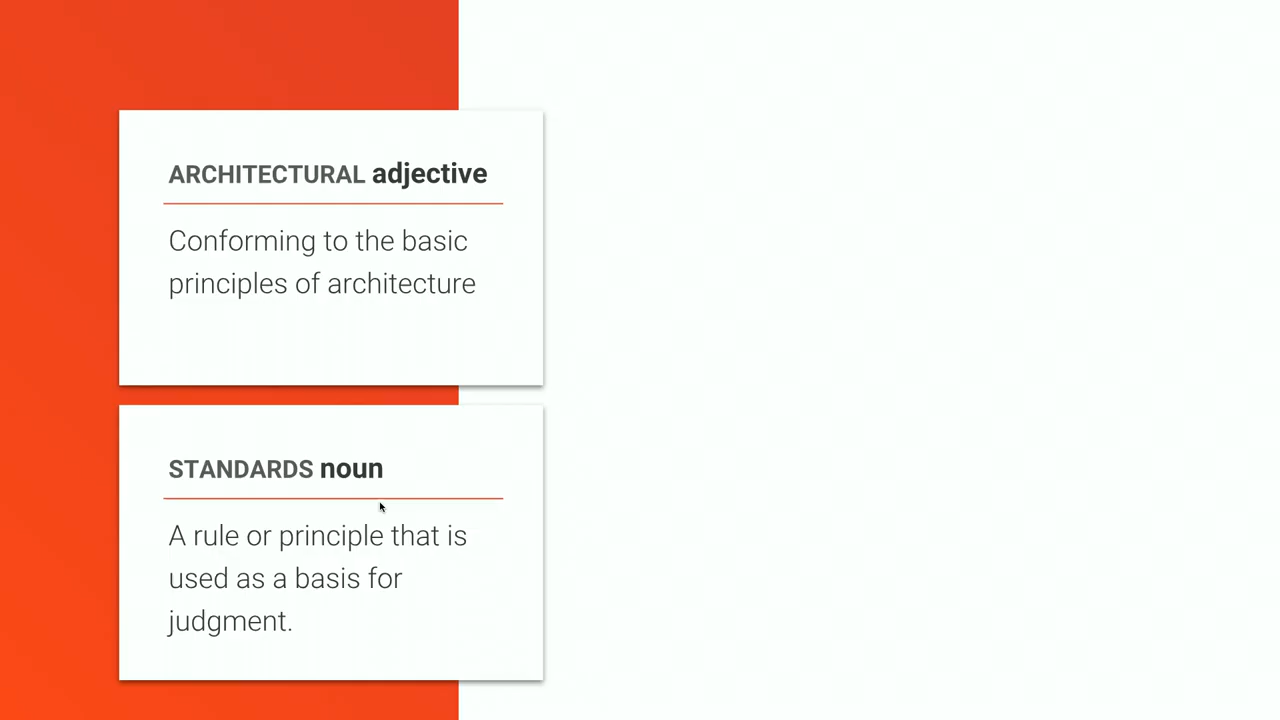 ARCHITECTURAL adjective
Conforming to the basic
principles of architecture
STANDARDS noun
A rule or principle that is
used as a basis for
judgment.